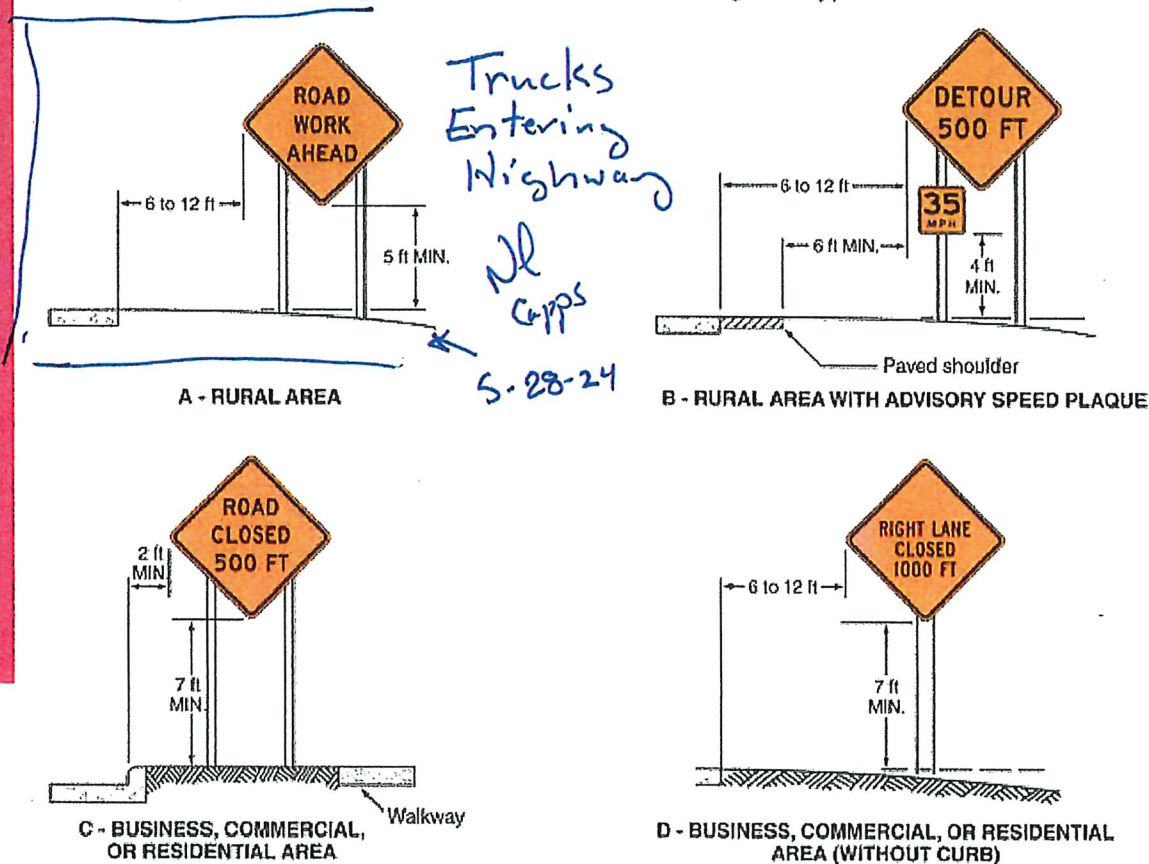 ROAD
WORK
AHEAD
6 to 12 ft
5 ft MIN.
A - RURAL AREA
Trucks
Entering
Highway
Capps
5-28-24
DETOUR
500 FT
35
MPH
6 to 12 ft
6 ft MIN.
4 ft
MIN.
Paved shoulder
B - RURAL AREA WITH ADVISORY SPEED PLAQUE
ROAD
CLOSED
500 FT
2 ft
MIN.
7 ft
MIN.
Walkway
C - BUSINESS, COMMERCIAL,
OR RESIDENTIAL AREA
RIGHT LANE
CLOSED
1000 FT
6 to 12 ft
7 ft
MIN.
D - BUSINESS, COMMERCIAL, OR RESIDENTIAL
AREA (WITHOUT CURB)